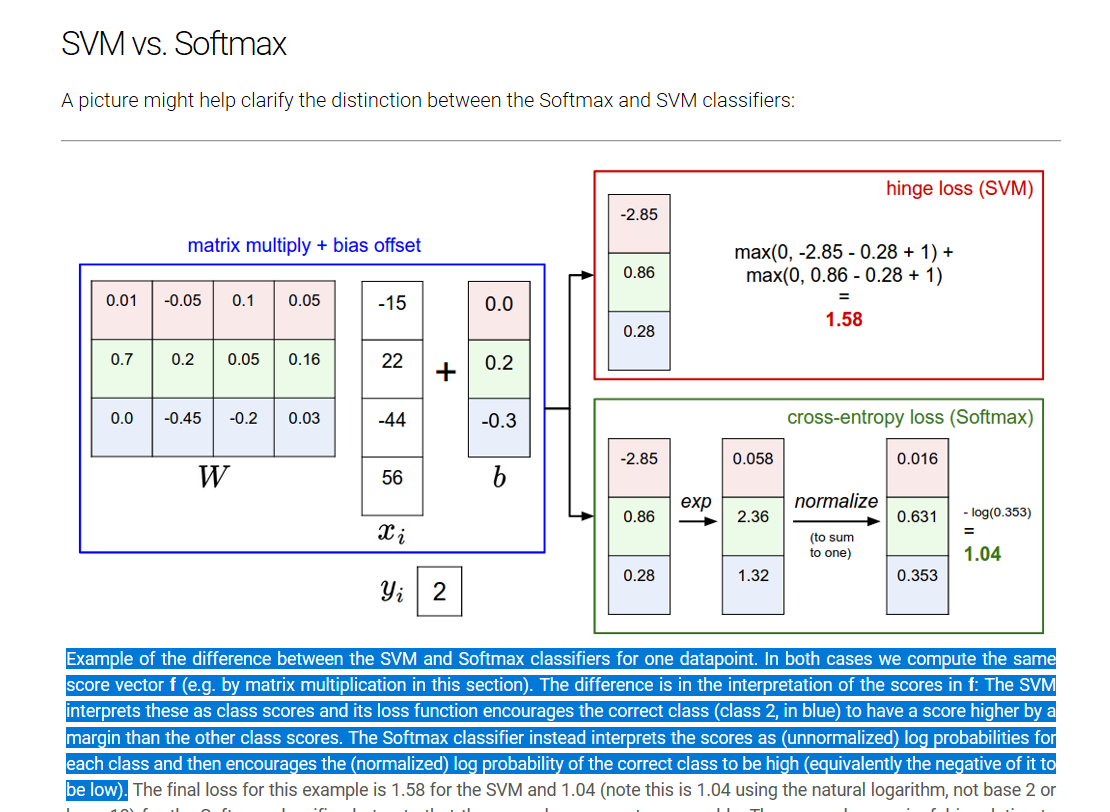 SVM vs. Softmax
A picture might help clarify the distinction between the Softmax and SVM classifiers:
matrix multiply + bias offset
0.01 -0.05 0.1 0.05
0.7 0.2 0.05 0.16
0.0 -0.45 -0.2 0.03
W
-15
22
-44
56
xi
+
0.0
0.2
-0.3
b
yi 2
hinge loss (SVM)
-2.85
0.86
0.28
max(0, -2.85 - 0.28 + 1) +
max(0, 0.86 - 0.28 + 1)
=
1.58
cross-entropy loss (Softmax)
-2.85
0.86
0.28
exp
0.058
2.36
1.32
normalize
(to sum
to one)
0.016
0.631
0.353
- log(0.353)
=
1.04
Example of the difference between the SVM and Softmax classifiers for one datapoint. In both cases we compute the same
score vector f (e.g. by matrix multiplication in this section). The difference is in the interpretation of the scores in f: The SVM
interprets these as class scores and its loss function encourages the correct class (class 2, in blue) to have a score higher by a
margin than the other class scores. The Softmax classifier instead interprets the scores as (unnormalized) log probabilities for
each class and then encourages the (normalized) log probability of the correct class to be high (equivalently the negative of it to
be low). The final loss for this example is 1.58 for the SVM and 1.04 (note this is 1.04 using the natural logarithm, not base 2 or